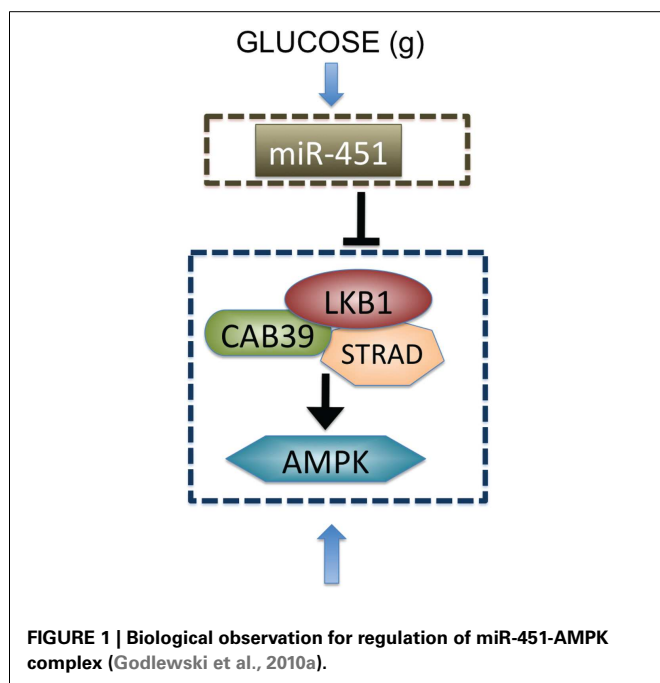 GLUCOSE (g)
miR-451
LKB1
CAB39
STRAD
AMPK
FIGURE 1 | Biological observation for regulation of miR-451-AMPK
complex (Godlewski et al., 2010a).